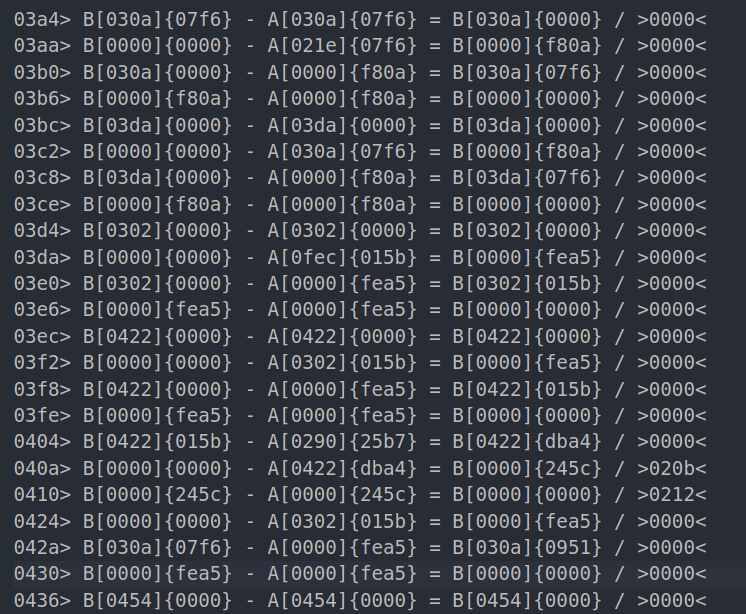 03a4> B[030a]{07f6} - A[030a]{07f6} = B[030a]{0000} / >0000<
03aa> B[0000]{0000} - A[021e]{07f6} = B[0000]{f80a} / >0000<
03b0> B[030a]{0000} - A[0000]{f80a} = B[030a]{07f6} / >0000<
03b6> B[0000]{f80a} - A[0000]{f80a} = B[0000]{0000} / >0000<
03bc> B[03da]{0000} - A[03da]{0000} = B[03da]{0000} / >0000<
03c2> B[0000]{0000} - A[030a]{07f6} = B[0000]{f80a} / >0000<
03c8> B[03da]{0000} - A[0000]{f80a} = B[03da]{07f6} / >0000<
03ce> B[0000]{f80a} - A[0000]{f80a} = B[0000]{0000} / >0000<
03d4> B[0302]{0000} - A[0302]{0000} = B[0302]{0000} / >0000<
03da> B[0000]{0000} - A[0fec]{015b} = B[0000]{fea5} / >0000<
03e0> B[0302]{0000} - A[0000]{fea5} = B[0302]{015b} / >0000<
03e6> B[0000]{fea5} - A[0000]{fea5} = B[0000]{0000} / >0000<
03ec> B[0422]{0000} - A[0422]{0000} = B[0422]{0000} / >0000<
03f2> B[0000]{0000} - A[0302]{015b} = B[0000]{fea5} / >0000<
03f8> B[0422]{0000} - A[0000]{fea5} = B[0422]{015b} / >0000<
03fe> B[0000]{fea5} - A[0000]{fea5} = B[0000]{0000} / >0000<
0404> B[0422]{015b} - A[0290]{25b7} = B[0422]{dba4} / >0000<
040a> B[0000]{0000} - A[0422]{dba4} = B[0000]{245c} / >020b<
0410> B[0000]{245c} - A[0000]{245c} = B[0000]{0000} / >0212<
0424> B[0000]{0000} - A[0302]{015b} = B[0000]{fea5} / >0000<
042a> B[030a]{07f6} - A[0000]{fea5} = B[030a]{0951} / >0000<
0430> B[0000]{fea5} - A[0000]{fea5} = B[0000]{0000} / >0000<
0436> B[0454]{0000} - A[0454]{0000} = B[0454]{0000} / >0000<